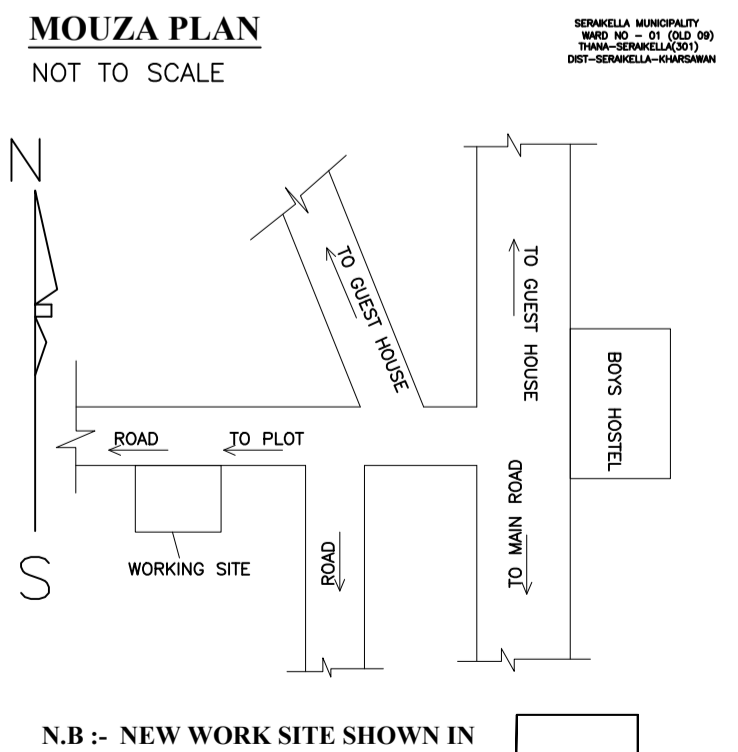 MOUZA PLAN
NOT TO SCALE
SERAIKELLA MUNICIPALITY
WARD NO - 01 (OLD 09)
THANA-SERAIKELLA(301)
DIST-SERAIKELLA-KHARSAWAN
N
TO GUEST HOUSE
TO GUEST HOUSE
BOYS HOSTEL
ROAD
TO PLOT
TO MAIN ROAD
ROAD
WORKING SITE
S
N.B :- NEW WORK SITE SHOWN IN